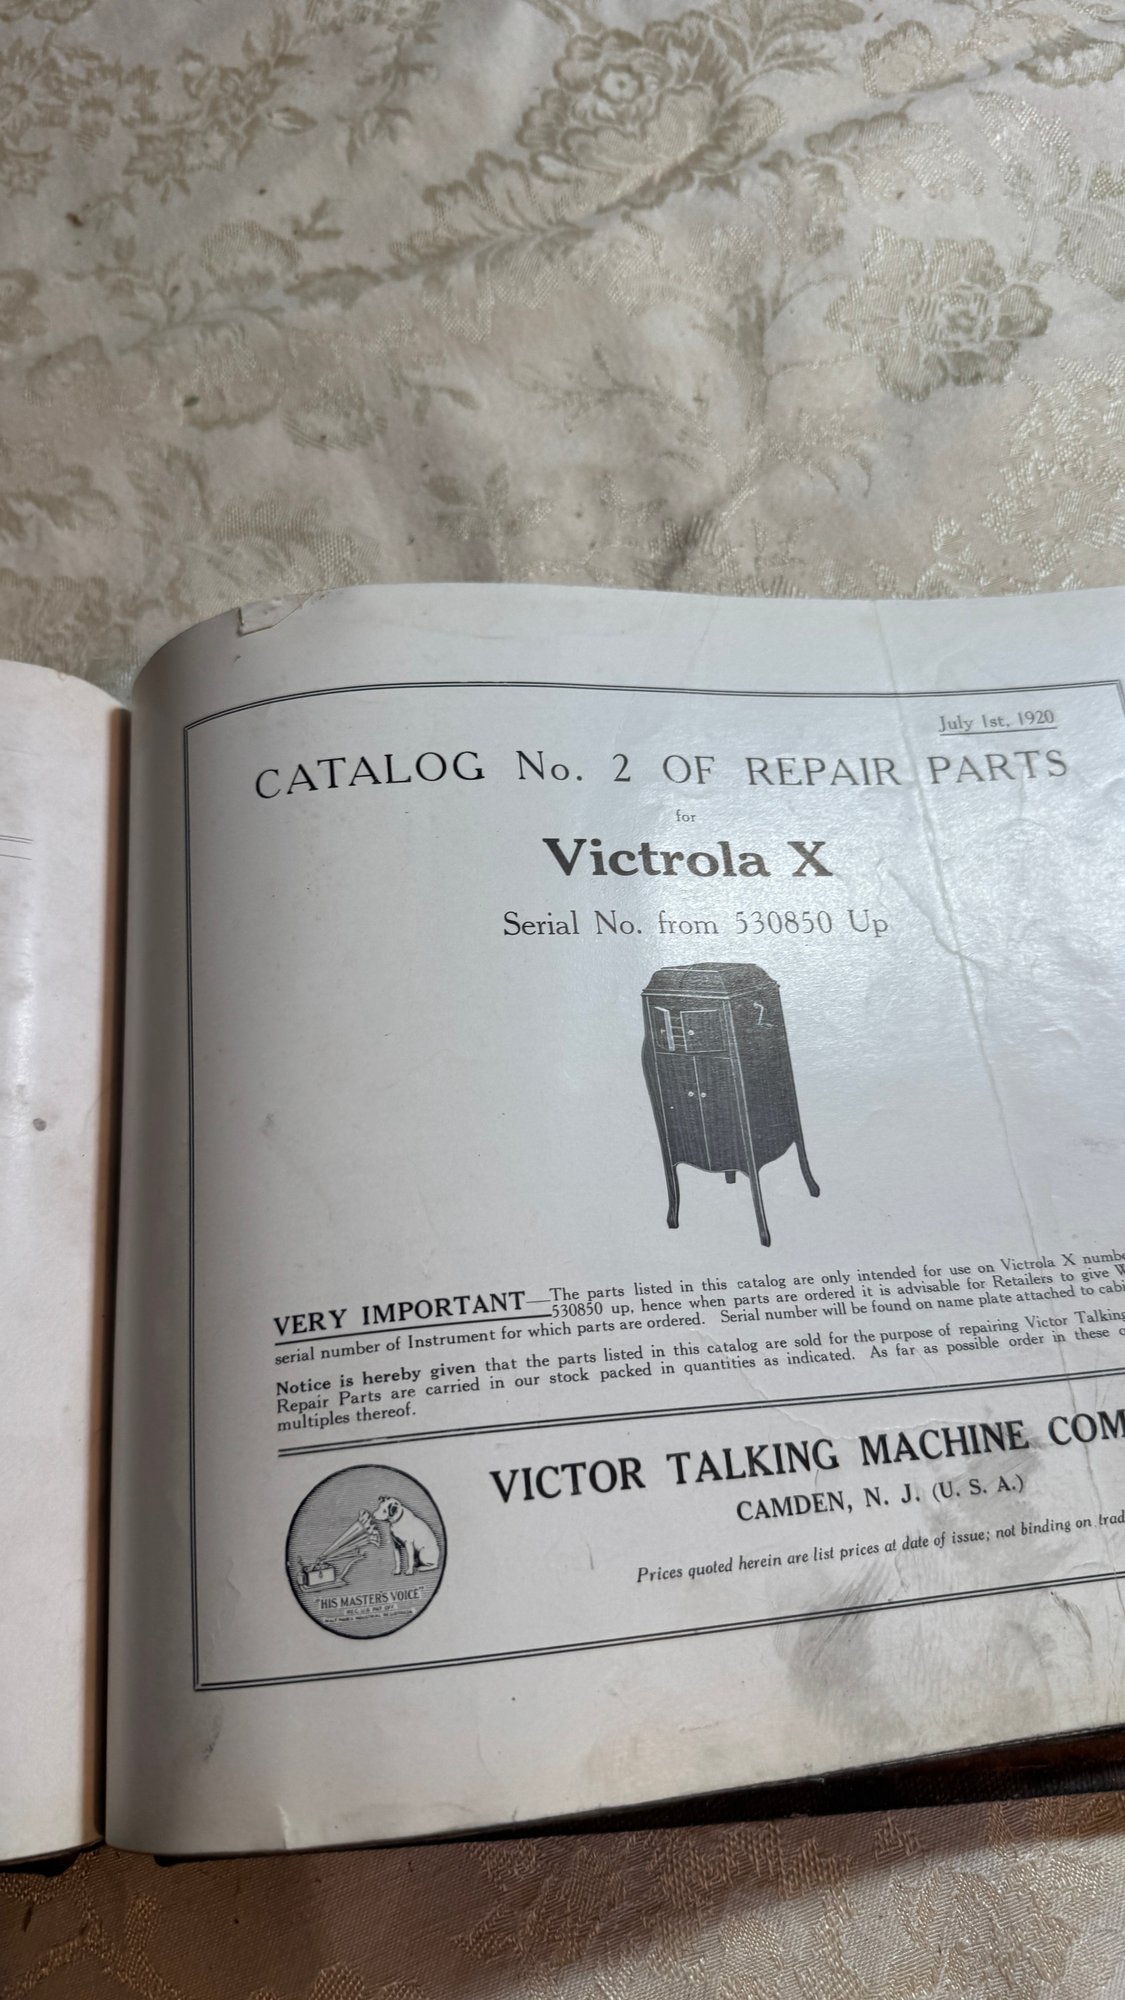 July 1st, 1920
CATALOG No. 2 OF REPAIR PARTS
for
Victrola X
Serial No. from 530850 Up
2
VERY IMPORTANT—The parts listed in this catalog are only intended for use on Victrola X
530850 up, hence when parts are ordered it is advisable for Retailers to give
serial number of Instrument for which parts are ordered. Serial number will be found on name plate attached to
Notice is hereby given that the parts listed in this catalog are sold for the purpose of repairing Victor Talking
Repair Parts are carried in our stock packed in quantities as indicated. As far as possible order in these
multiples thereof.
VICTOR TALKING MACHINE COM
CAMDEN, N. J. (U. S. A.)
Prices quoted herein are list prices at date of issue; not binding on trad
"HIS MASTER'S VOICE"
REG. U.S. PAT. OFF.